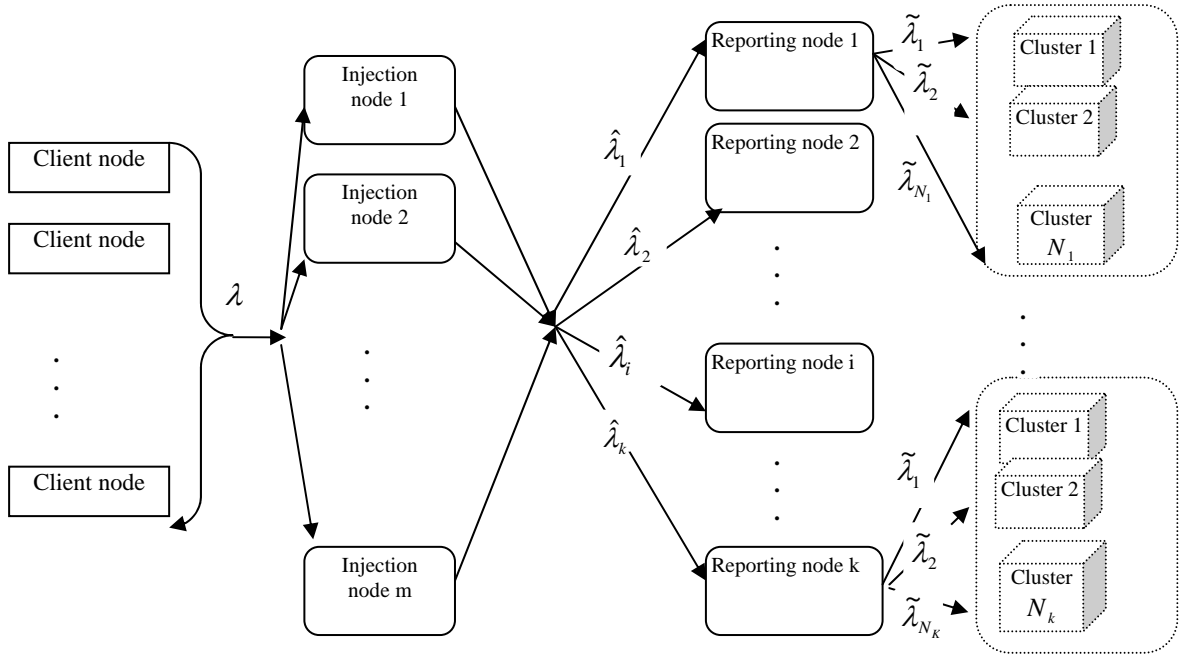 Client node
Client node
Client node
λ
Injection
node 1
Injection
node 2
Injection
node m
λ̂₁
λ̂₂
λ̂ᵢ
λ̂ₖ
Reporting node 1
Reporting node 2
Reporting node i
Reporting node k
λ̃₁
λ̃₂
λ̃_{N₁}
Cluster 1
Cluster 2
Cluster
N₁
λ̃₁
λ̃₂
λ̃_{N_K}
Cluster 1
Cluster 2
Cluster
Nₖ